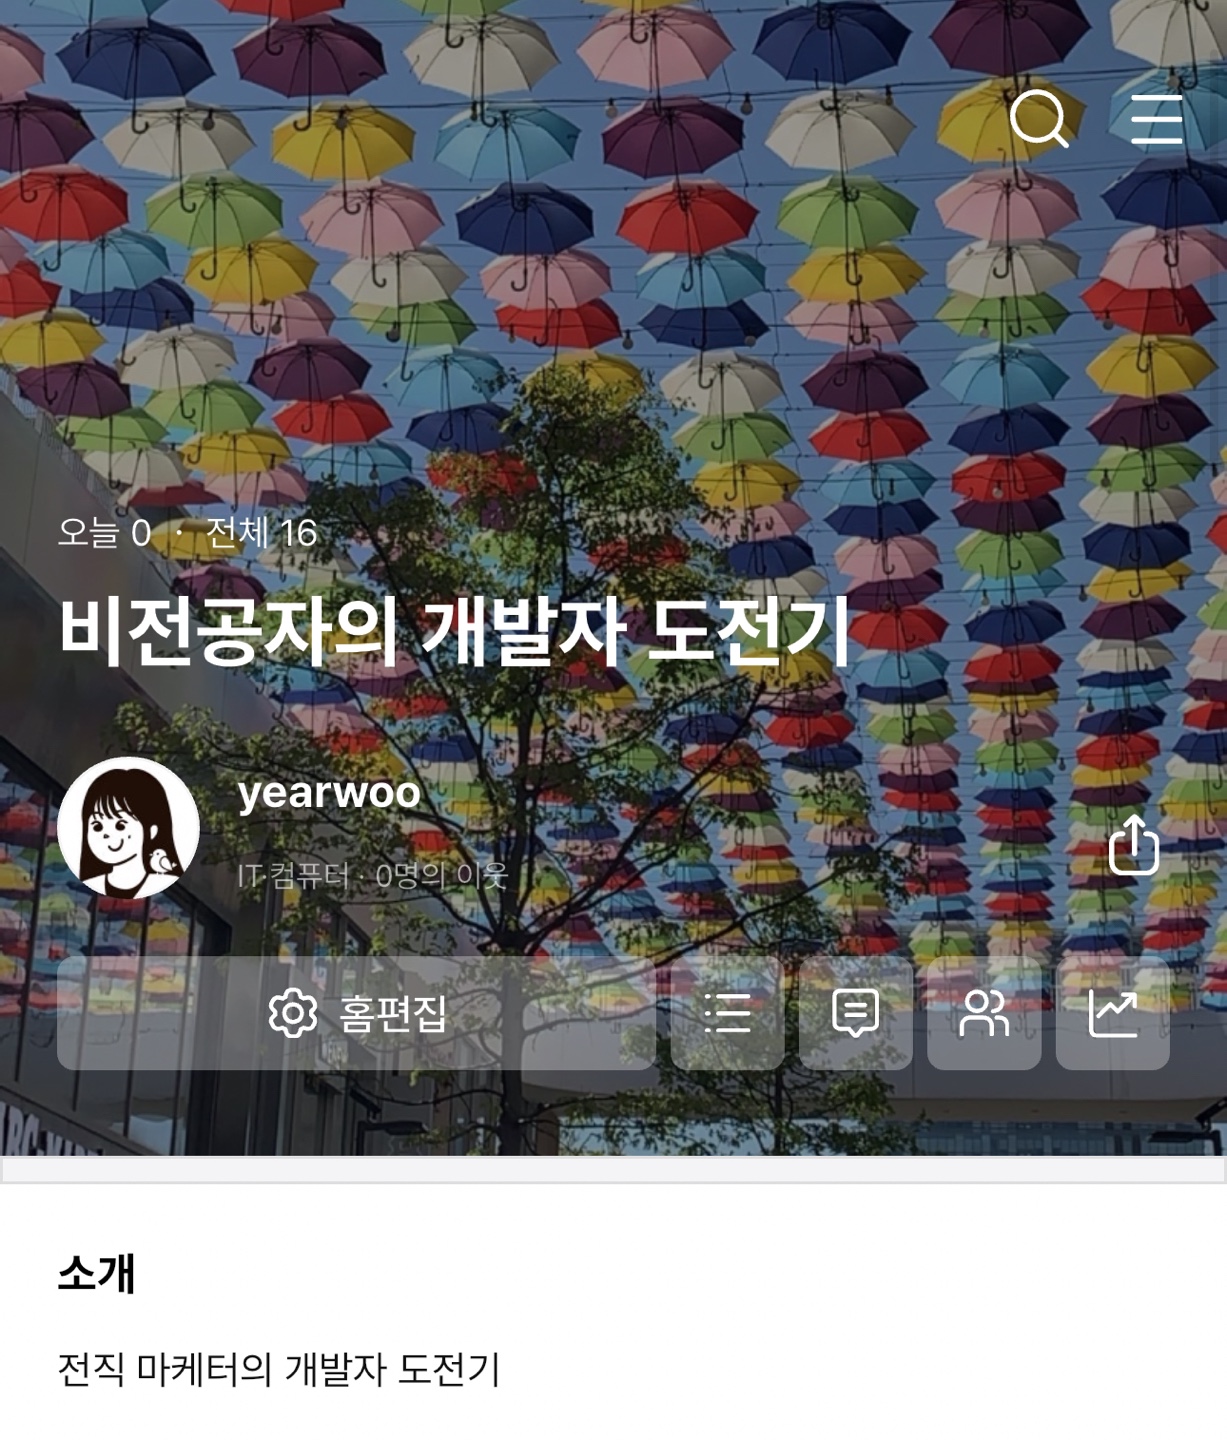 오늘 0 · 전체 16
비전공자의 개발자 도전기
yearwoo
IT·컴퓨터 · 0명의 이웃
홈편집
소개
전직 마케터의 개발자 도전기